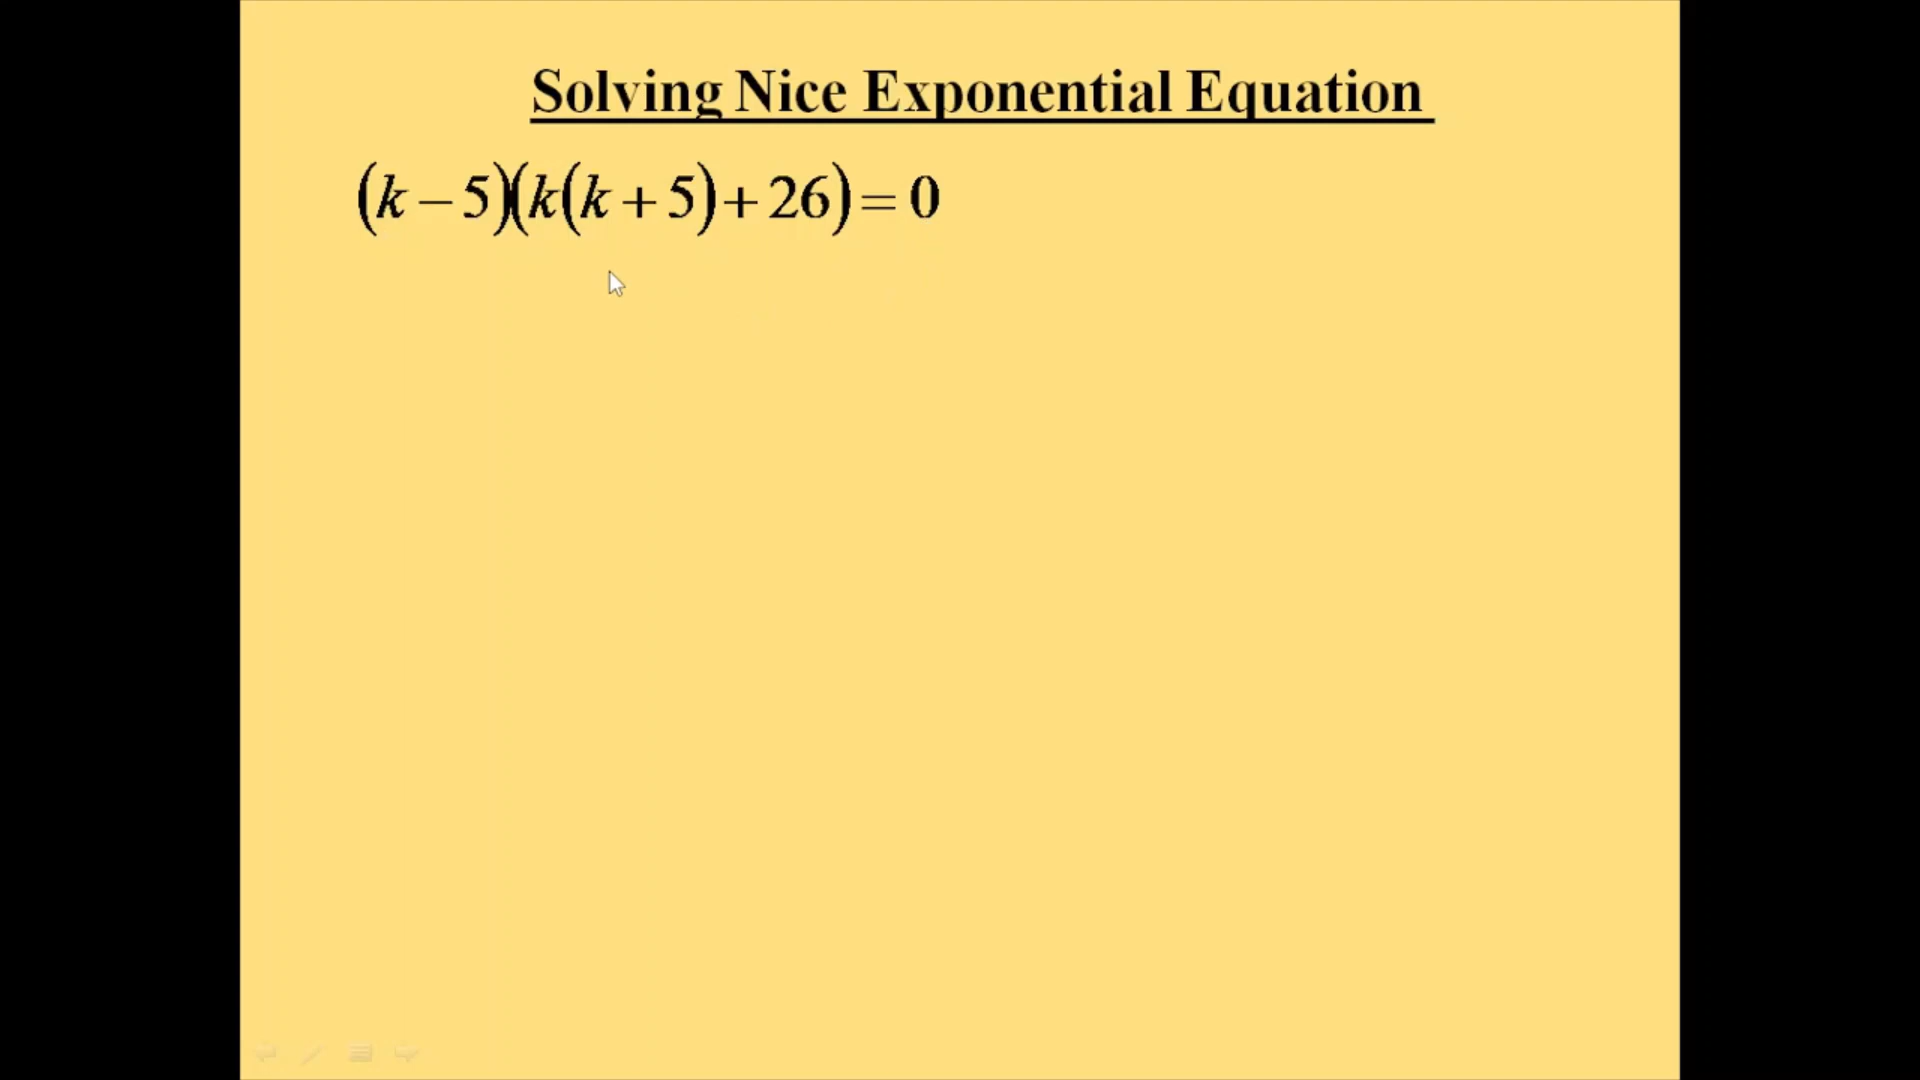 Solving Nice Exponential Equation
(k − 5)(k(k + 5) + 26) = 0